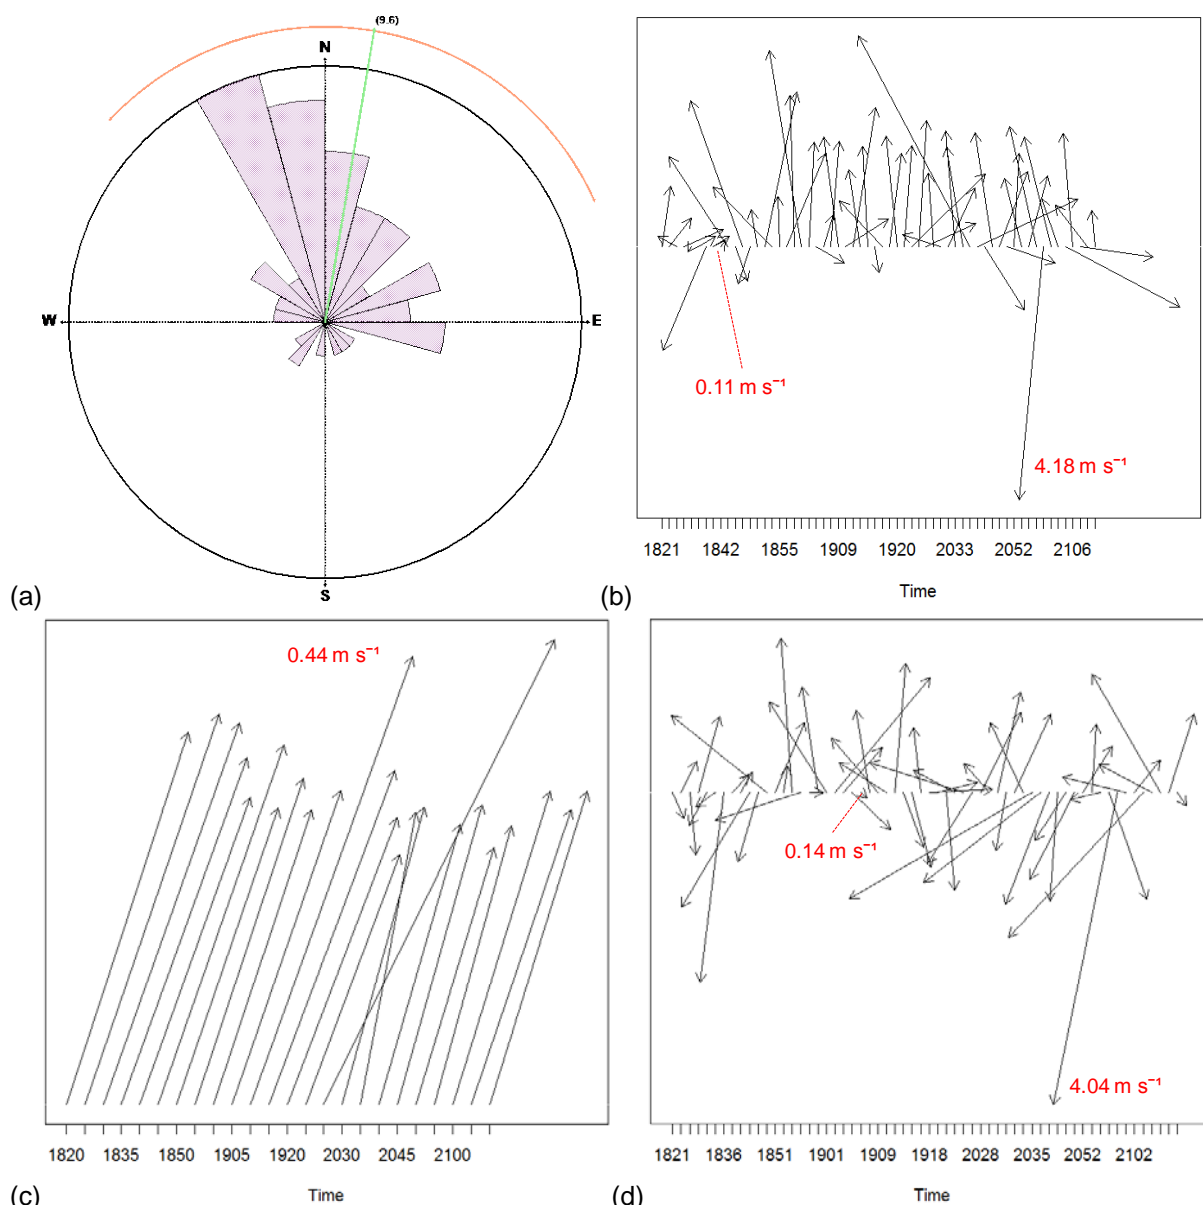 (9.6)
N
W
E
S
(a)
0.11 m s⁻¹
4.18 m s⁻¹
1821 1842 1855 1909 1920 2033 2052 2106
Time
(b)
0.44 m s⁻¹
1820 1835 1850 1905 1920 2030 2045 2100
Time
(c)
0.14 m s⁻¹
4.04 m s⁻¹
1821 1836 1851 1901 1909 1918 2028 2035 2052 2102
Time
(d)